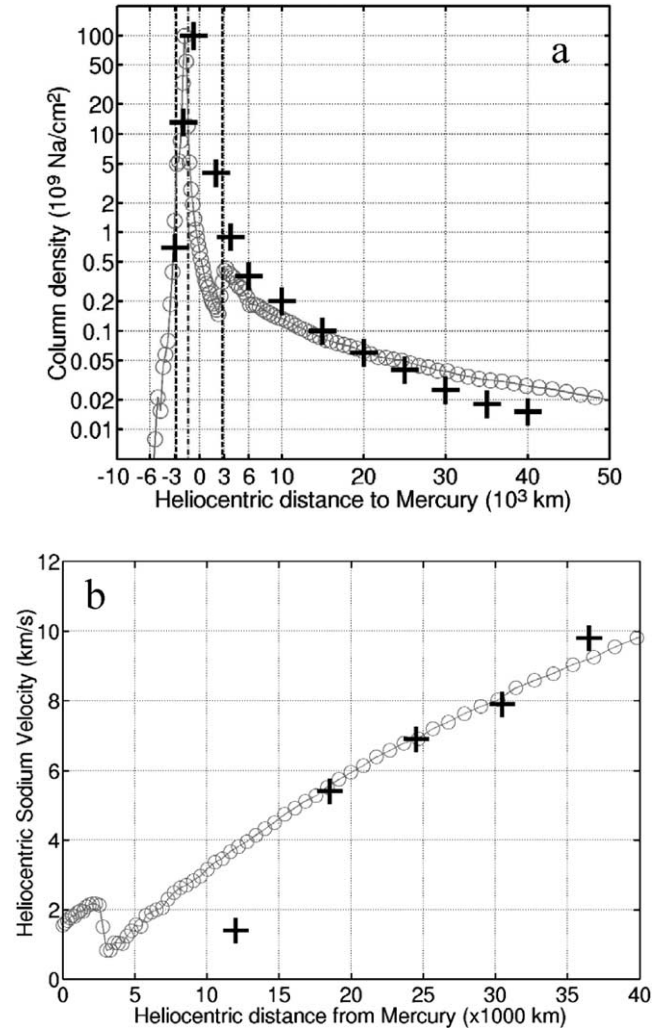 a
100
50
20
10
5
2
1
0.5
0.2
0.1
0.05
0.02
0.01
Column density (10⁹ Na/cm²)
-10 -6 -3 0 3 6 10 20 30 40 50
Heliocentric distance to Mercury (10³ km)
b
12
10
8
6
4
2
0
Heliocentric Sodium Velocity (km/s)
0 5 10 15 20 25 30 35 40
Heliocentric distance from Mercury (x1000 km)